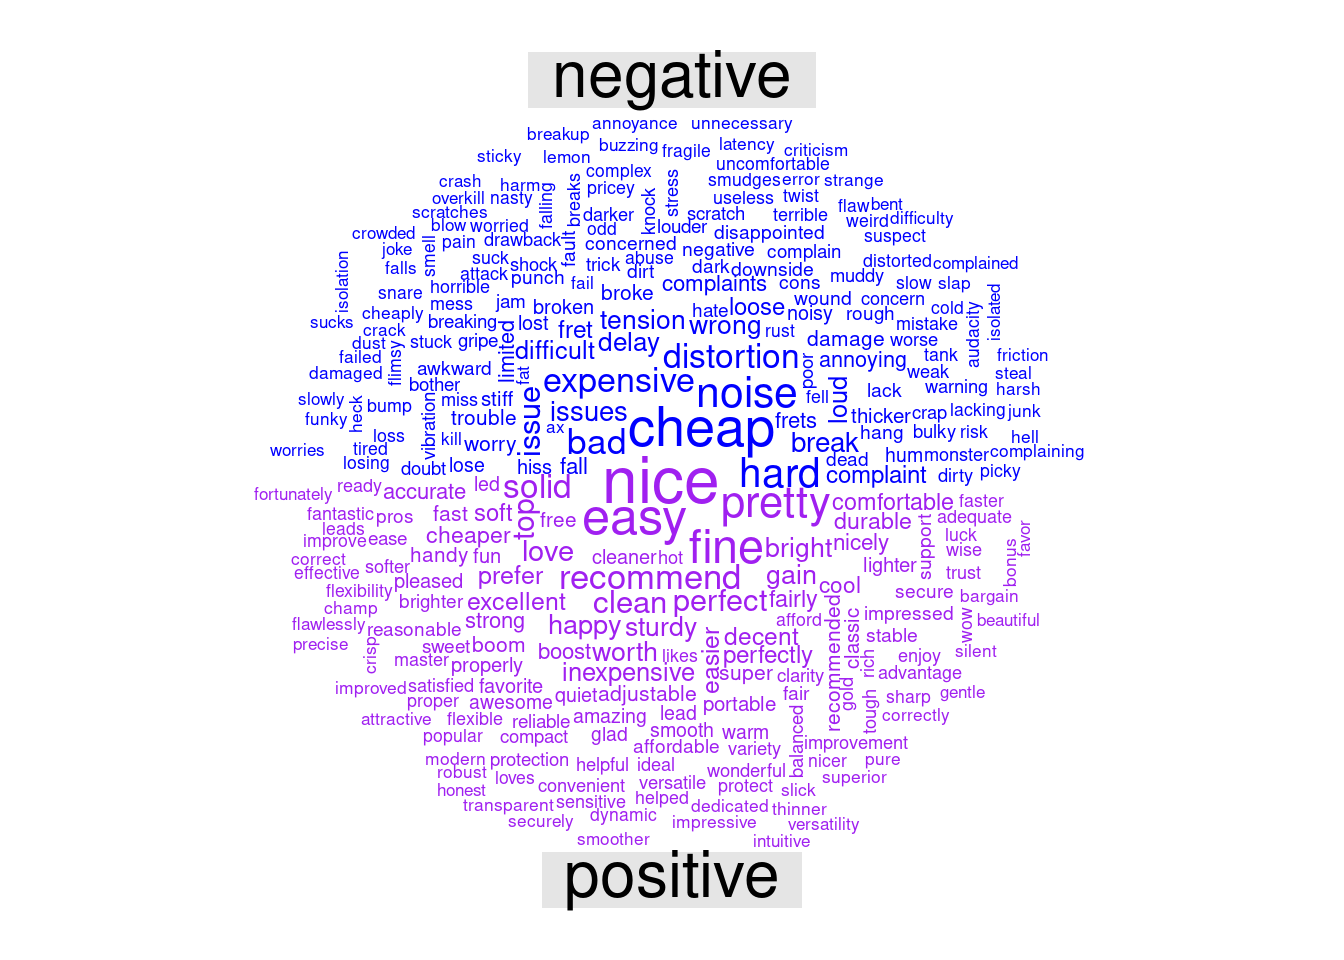 negative
annoyance unnecessary
breakup
buzzing fragile latency criticism
sticky lemon uncomfortable
complex
crash harm pricey stress smudges error strange
overkill nasty falling breaks knock useless twist flaw bent
scratches darker scratch terrible weird difficulty
blow worried odd louder
crowded joke smell pain drawback fault concerned disappointed suspect
suck abuse negative complain
isolation falls attack shock trick dirt dark downside distorted complained
horrible punch fail complaints cons muddy slow slap
snare mess jam broke wound concern
cheaply broken hate loose noisy rough cold isolated
sucks crack breaking lost fret tension wrong rust mistake audacity
dust stuck gripe limited difficult delay damage worse
failed flimsy awkward fat distortion poor annoying tank friction
damaged bother expensive weak steal
slowly heck bump miss stiff noise fell loud lack warning harsh
funky trouble issue issues cheap frets thicker crap lacking junk
loss vibration kill ax bad break hang bulky risk hell
worries tired worry complaining
losing doubt lose hiss fall hard dead hum monster
complaint dirty picky
fortunately ready accurate led solid nice pretty comfortable faster
fantastic pros fast soft top free easy durable adequate
leads cheaper support luck favor
improve ease fine bright nicely wise
correct handy fun love cleaner hot bonus
effective softer pleased prefer recommend gain cool lighter trust
flexibility brighter excellent clean perfect fairly secure bargain
champ afford recommended classic impressed wow beautiful
flawlessly reasonable strong happy sturdy decent stable
precise crisp sweet boom boost worth likes easier perfectly rich enjoy silent
master properly inexpensive super clarity advantage
improved satisfied favorite quiet adjustable fair gold sharp gentle
proper awesome portable tough
attractive flexible reliable amazing lead correctly
popular compact glad smooth warm balanced
affordable variety improvement
modern protection helpful ideal wonderful nicer pure
robust loves superior
honest convenient versatile protect slick
transparent sensitive helped dedicated thinner
securely dynamic impressive versatility
smoother intuitive
positive